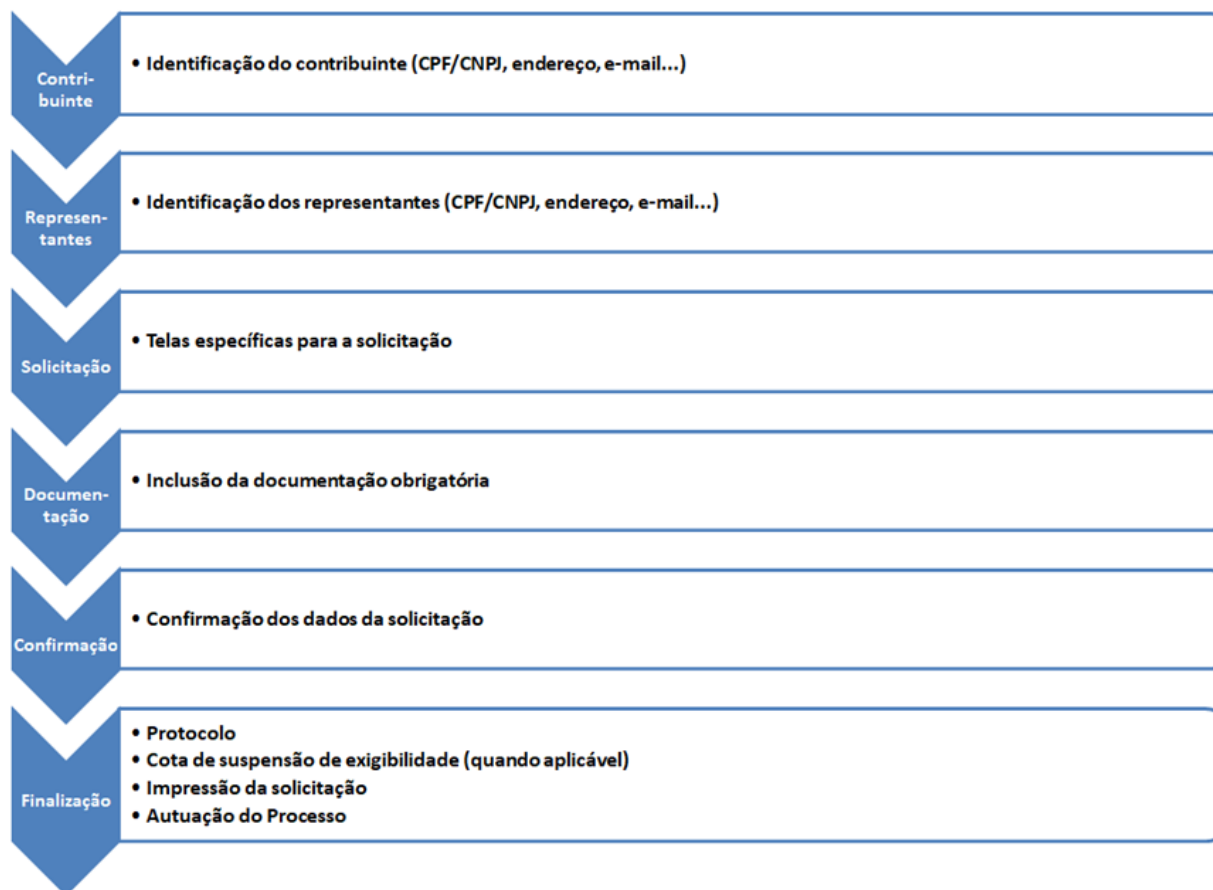 Contri-
buinte
• Identificação do contribuinte (CPF/CNPJ, endereço, e-mail...)
Represen-
tantes
• Identificação dos representantes (CPF/CNPJ, endereço, e-mail...)
Solicitação
• Telas específicas para a solicitação
Documen-
tação
• Inclusão da documentação obrigatória
Confirmação
• Confirmação dos dados da solicitação
Finalização
• Protocolo
• Cota de suspensão de exigibilidade (quando aplicável)
• Impressão da solicitação
• Autuação do Processo